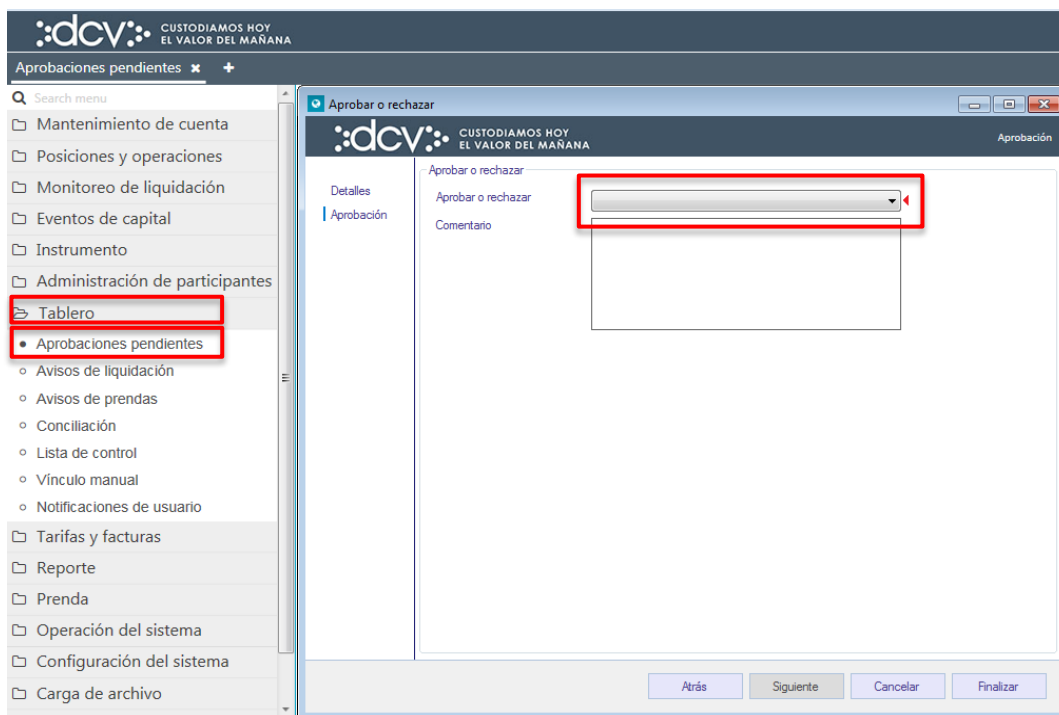 dcv CUSTODIAMOS HOY
EL VALOR DEL MAÑANA
Aprobaciones pendientes × +
Search menu
Mantenimiento de cuenta
Posiciones y operaciones
Monitoreo de liquidación
Eventos de capital
Instrumento
Administración de participantes
Tablero
Aprobaciones pendientes
Avisos de liquidación
Avisos de prendas
Conciliación
Lista de control
Vínculo manual
Notificaciones de usuario
Tarifas y facturas
Reporte
Prenda
Operación del sistema
Configuración del sistema
Carga de archivo
Aprobar o rechazar
dcv CUSTODIAMOS HOY
EL VALOR DEL MAÑANA
Aprobación
Detalles
Aprobación
Aprobar o rechazar
Aprobar o rechazar
Comentario
Atrás Siguiente Cancelar Finalizar